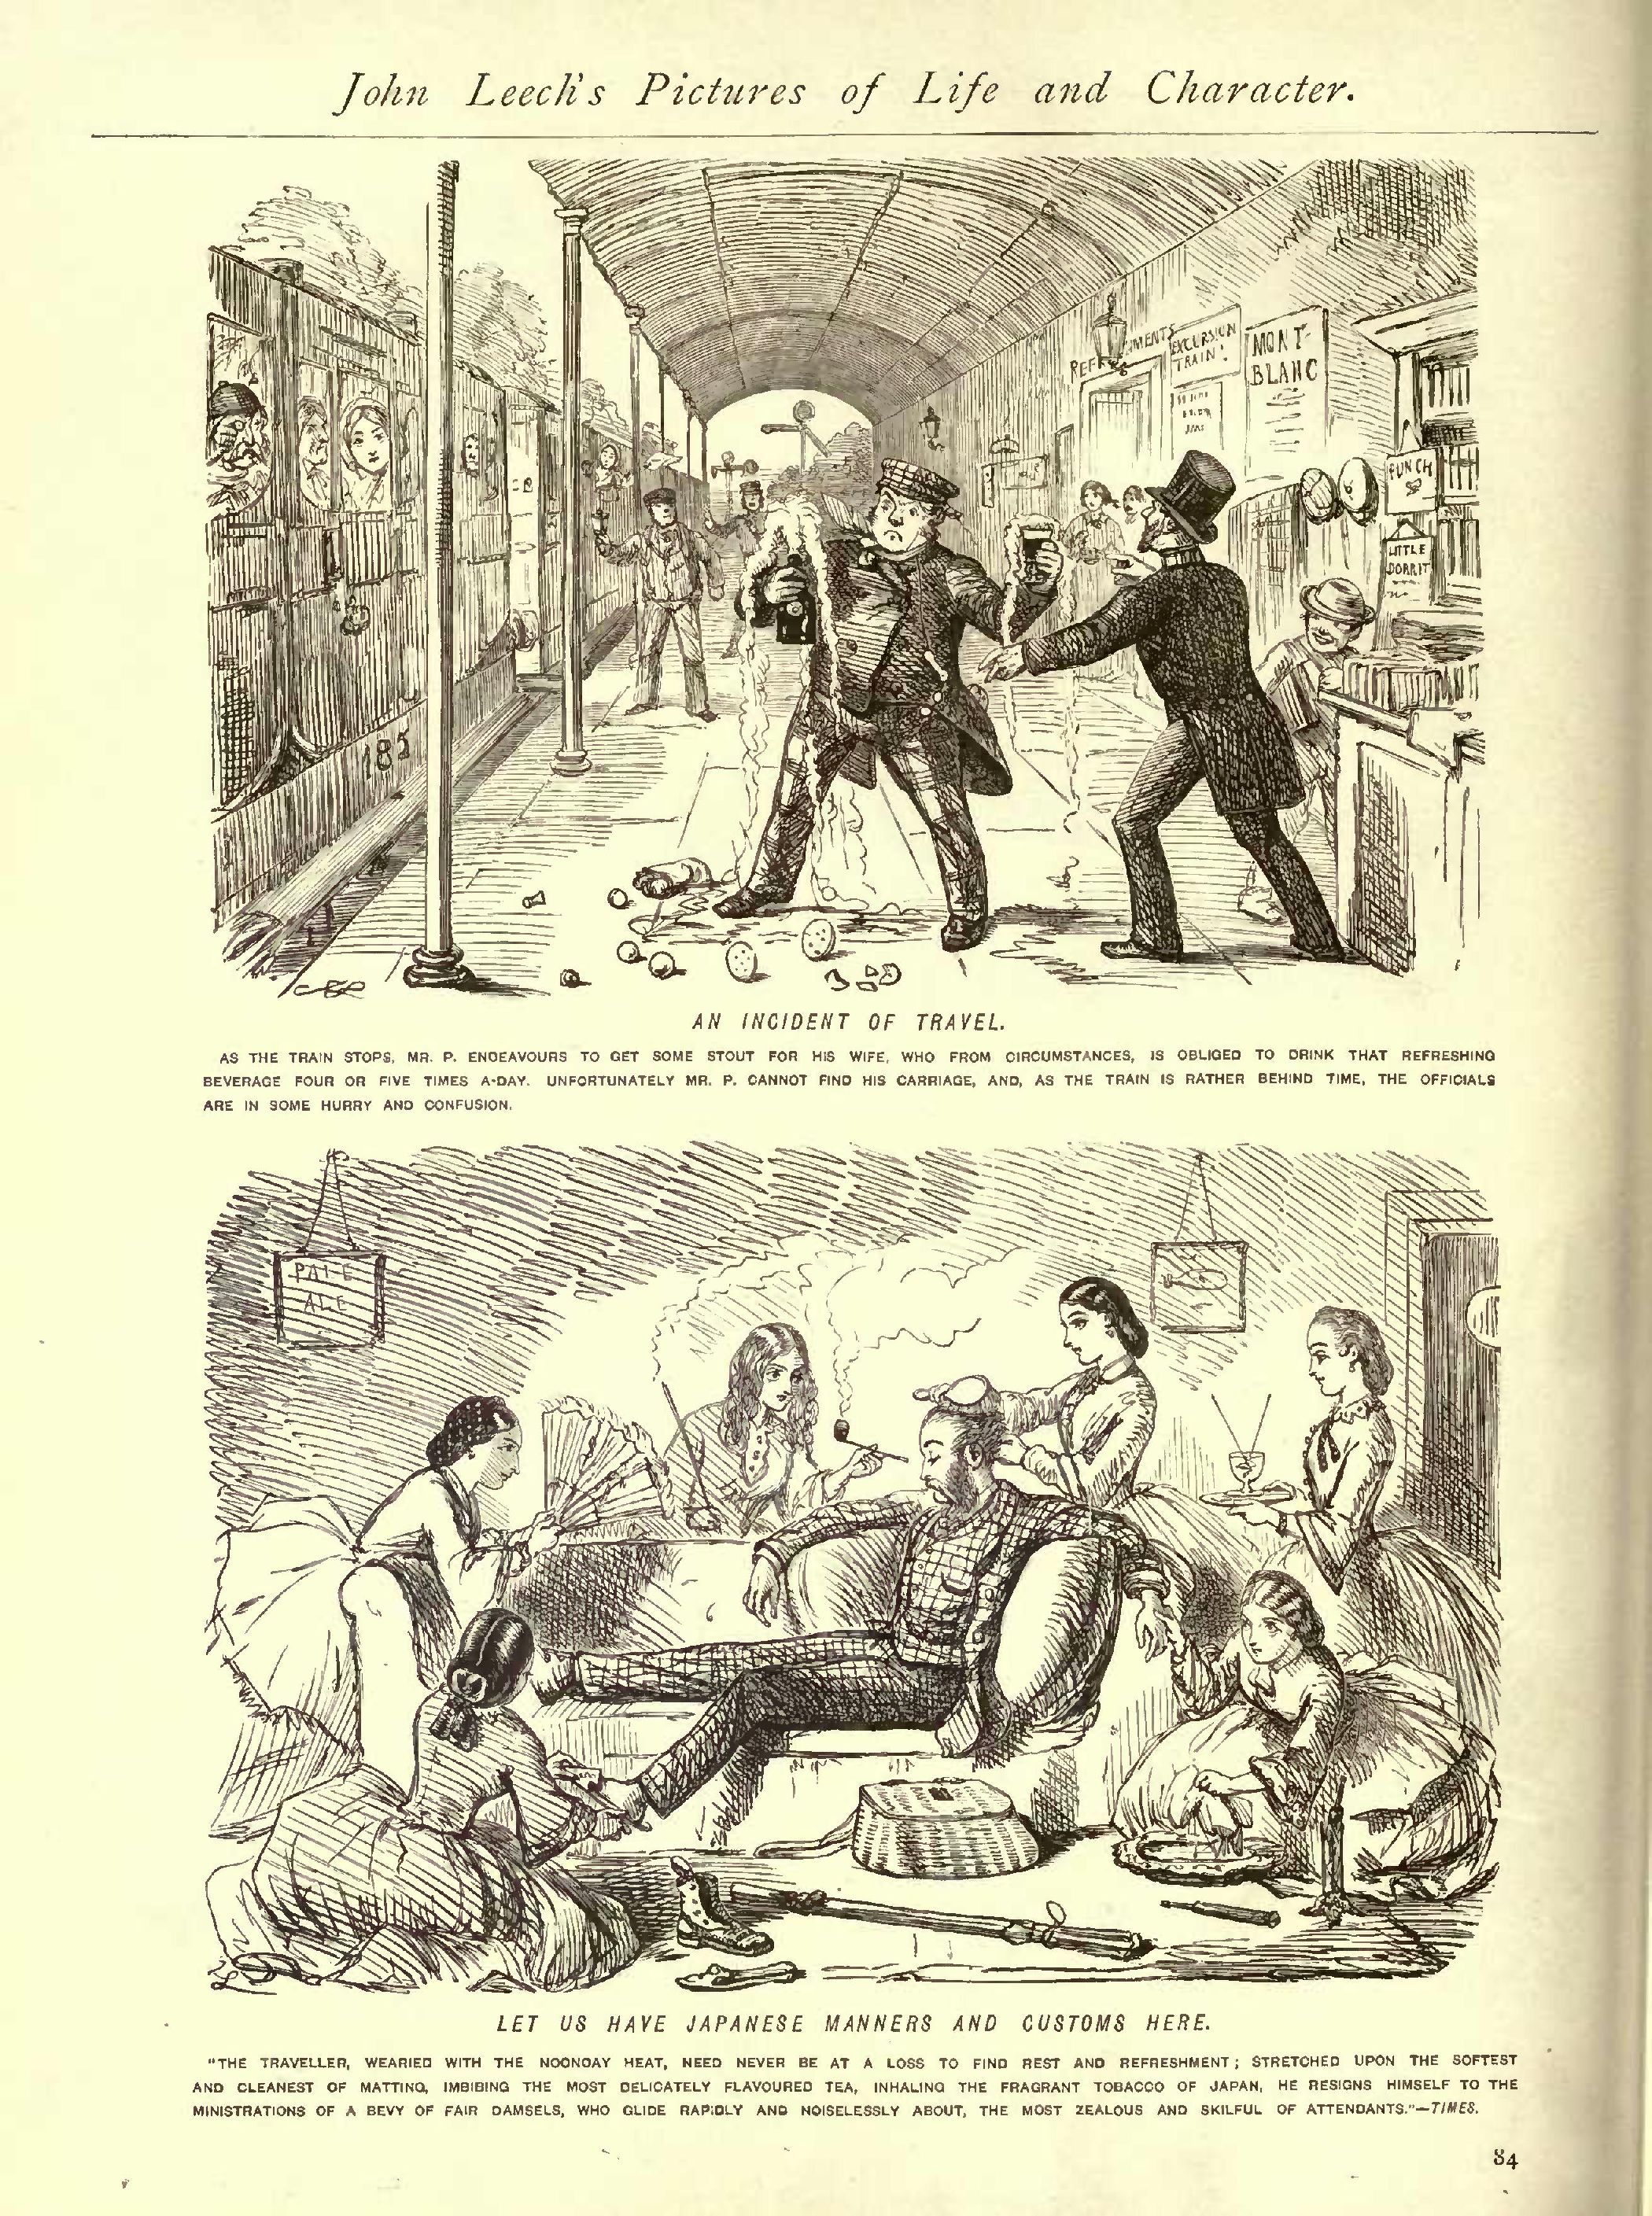 John Leech's Pictures of Life and Character.
REFRE
MENTS
EXCURSION
TRAIN
MONT
BLANC
PUNCH
LITTLE
DORRIT
185
AN INCIDENT OF TRAVEL.
AS THE TRAIN STOPS, MR. P. ENDEAVOURS TO GET SOME STOUT FOR HIS WIFE, WHO FROM CIRCUMSTANCES, IS OBLIGED TO DRINK THAT REFRESHING
BEVERAGE FOUR OR FIVE TIMES A-DAY. UNFORTUNATELY MR. P. CANNOT FIND HIS CARRIAGE, AND, AS THE TRAIN IS RATHER BEHIND TIME, THE OFFICIALS
ARE IN SOME HURRY AND CONFUSION.
PALE
ALE
LET US HAVE JAPANESE MANNERS AND CUSTOMS HERE.
"THE TRAVELLER, WEARIED WITH THE NOONDAY HEAT, NEED NEVER BE AT A LOSS TO FIND REST AND REFRESHMENT; STRETCHED UPON THE SOFTEST
AND CLEANEST OF MATTING, IMBIBING THE MOST DELICATELY FLAVOURED TEA, INHALING THE FRAGRANT TOBACCO OF JAPAN, HE RESIGNS HIMSELF TO THE
MINISTRATIONS OF A BEVY OF FAIR DAMSELS, WHO GLIDE RAPIDLY AND NOISELESSLY ABOUT, THE MOST ZEALOUS AND SKILFUL OF ATTENDANTS."—TIMES.
84